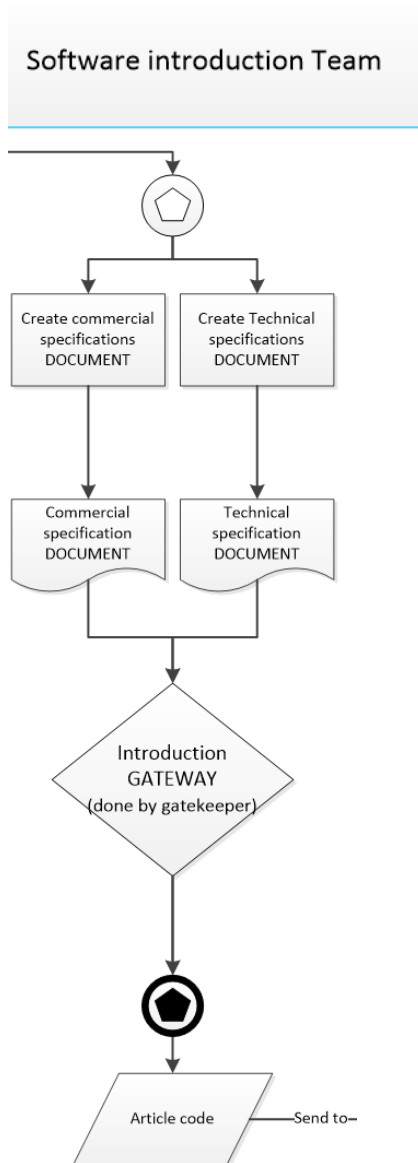 Software introduction Team
Create commercial
specifications
DOCUMENT
Create Technical
specifications
DOCUMENT
Commercial
specification
DOCUMENT
Technical
specification
DOCUMENT
Introduction
GATEWAY
(done by gatekeeper)
Article code
Send to